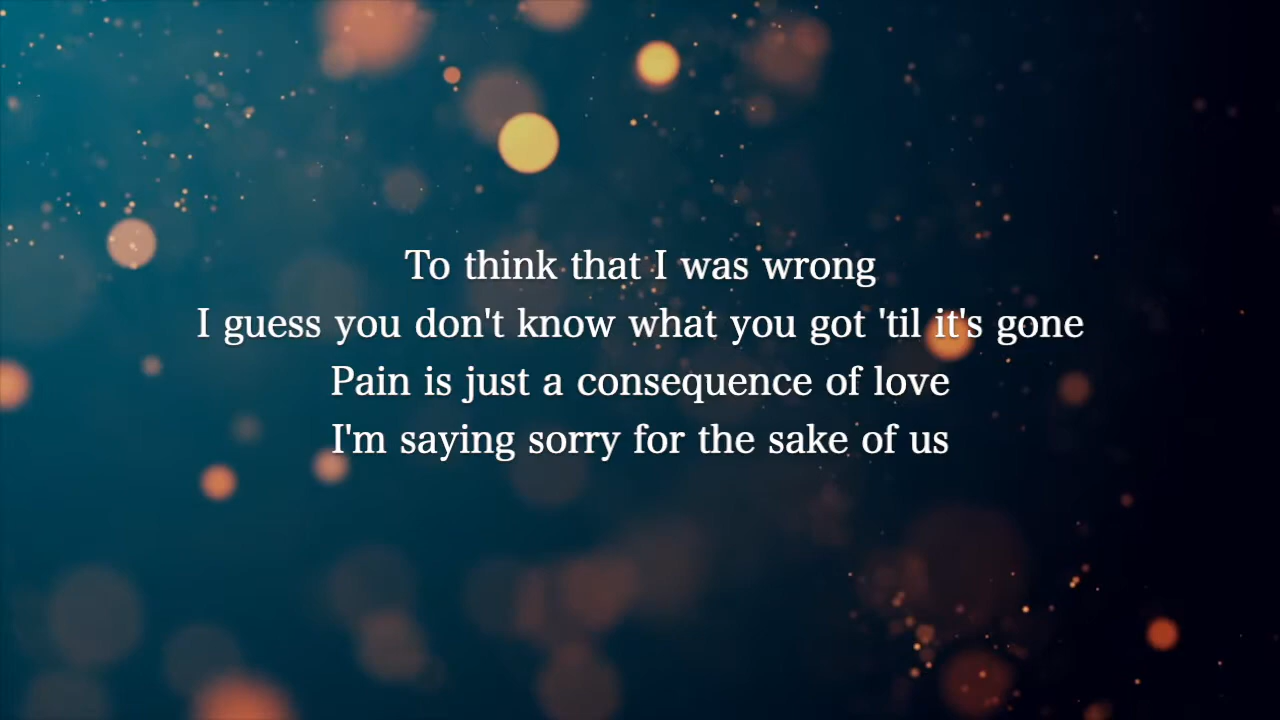 To think that I was wrong
I guess you don't know what you got 'til it's gone
Pain is just a consequence of love
I'm saying sorry for the sake of us